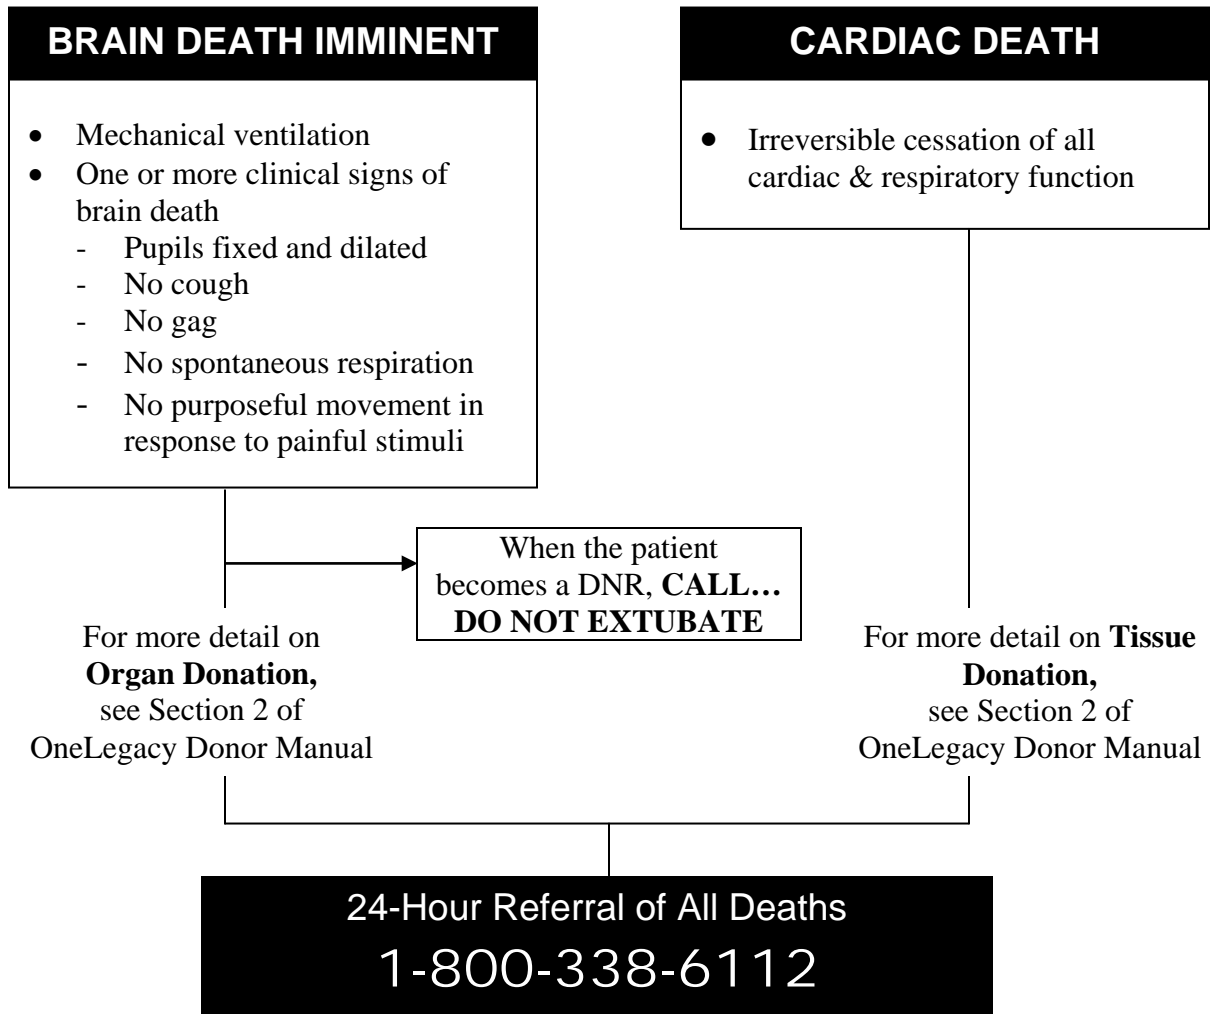 BRAIN DEATH IMMINENT
• Mechanical ventilation
• One or more clinical signs of
brain death
- Pupils fixed and dilated
- No cough
- No gag
- No spontaneous respiration
- No purposeful movement in
response to painful stimuli
CARDIAC DEATH
• Irreversible cessation of all
cardiac & respiratory function
When the patient
becomes a DNR, CALL…
DO NOT EXTUBATE
For more detail on
Organ Donation,
see Section 2 of
OneLegacy Donor Manual
For more detail on Tissue
Donation,
see Section 2 of
OneLegacy Donor Manual
24-Hour Referral of All Deaths
1-800-338-6112